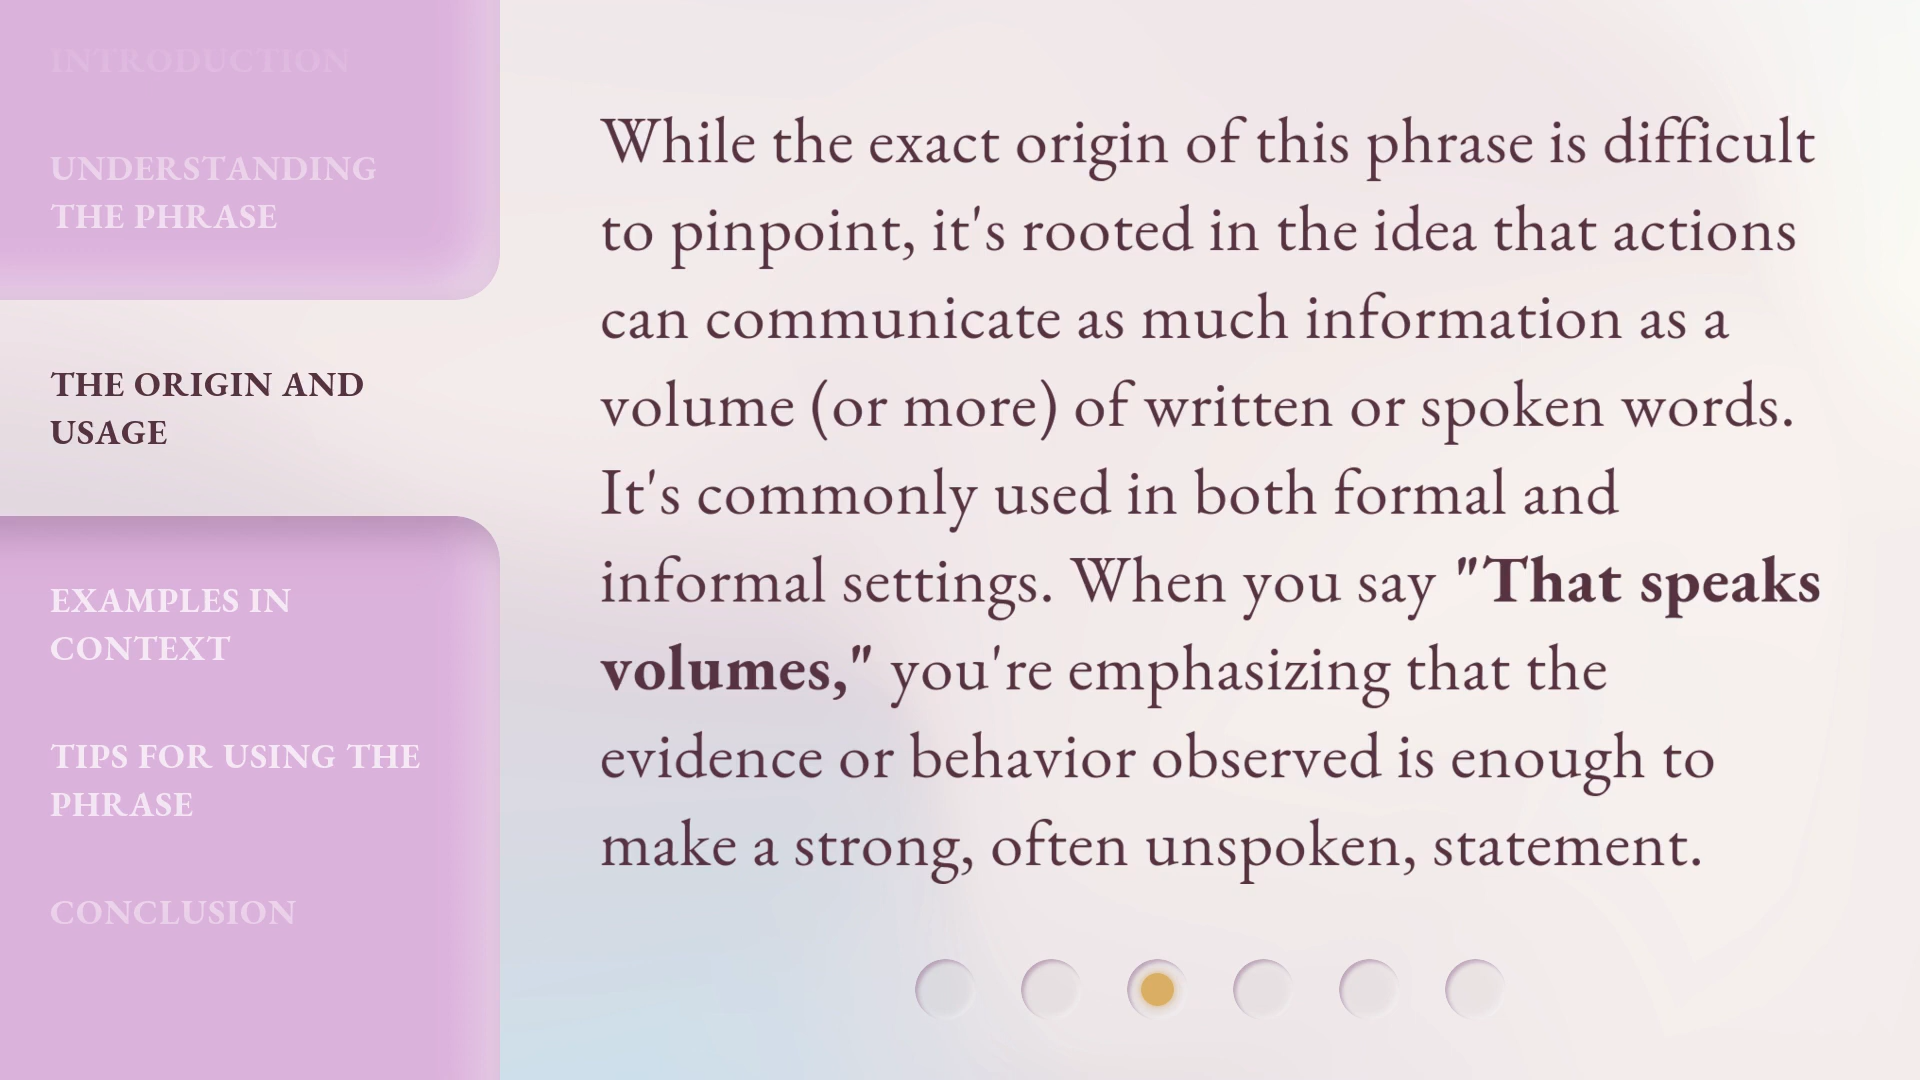 INTRODUCTION
UNDERSTANDING
THE PHRASE
THE ORIGIN AND
USAGE
EXAMPLES IN
CONTEXT
TIPS FOR USING THE
PHRASE
CONCLUSION
While the exact origin of this phrase is difficult
to pinpoint, it's rooted in the idea that actions
can communicate as much information as a
volume (or more) of written or spoken words.
It's commonly used in both formal and
informal settings. When you say "That speaks
volumes," you're emphasizing that the
evidence or behavior observed is enough to
make a strong, often unspoken, statement.